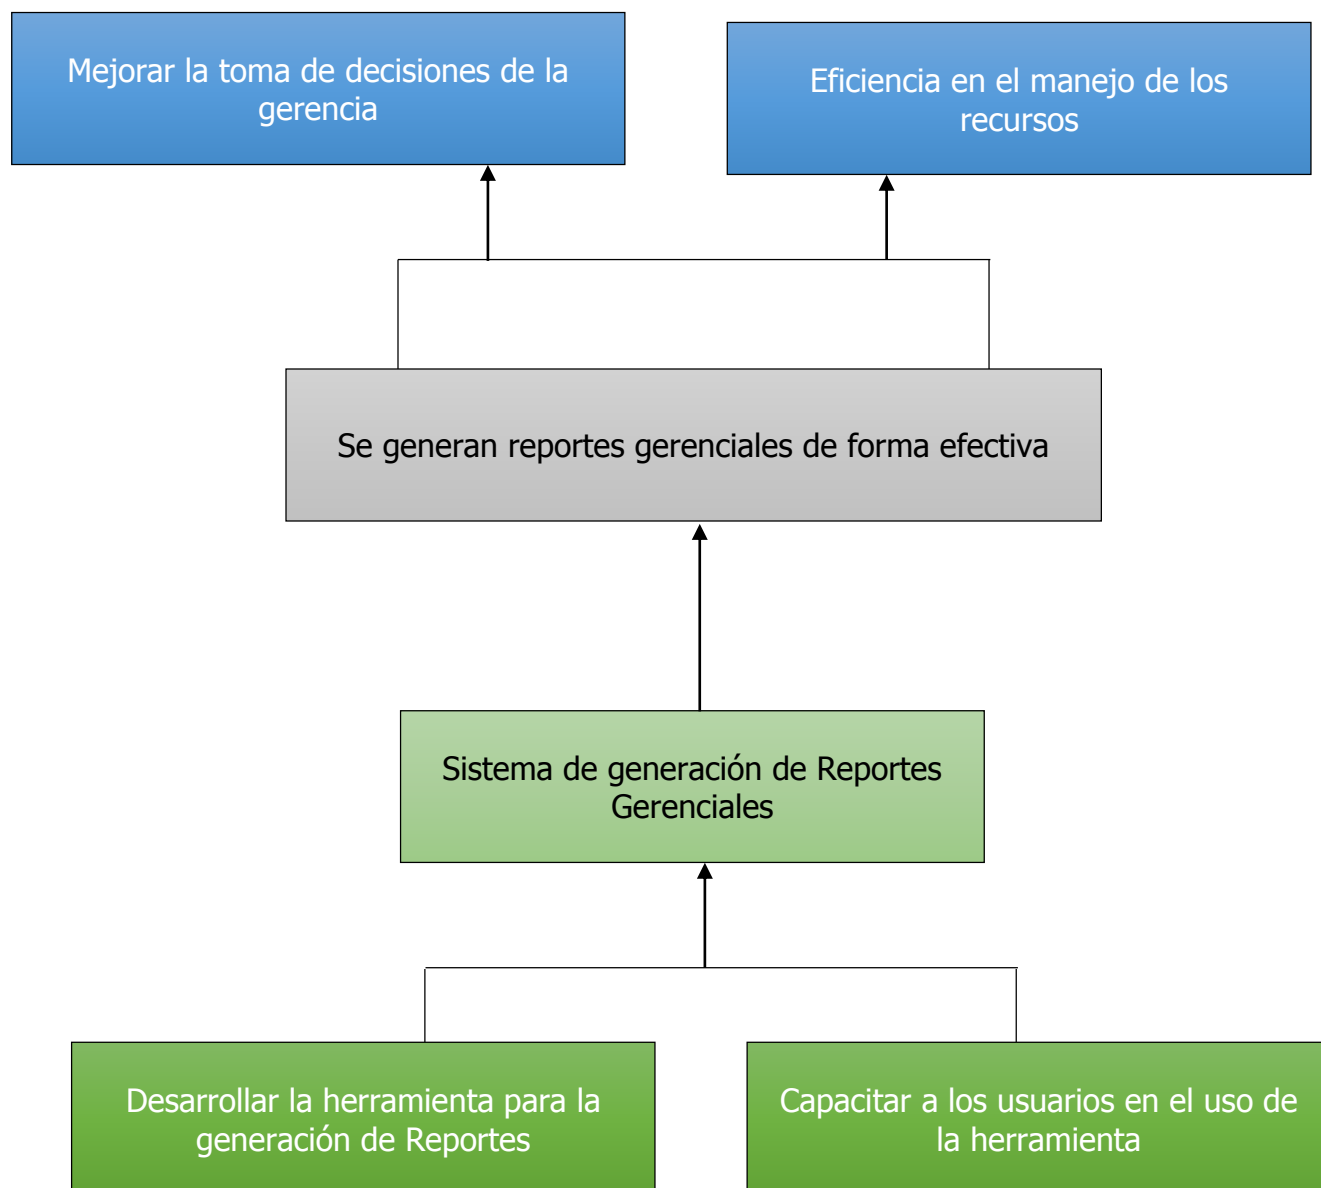 Mejorar la toma de decisiones de la
gerencia
Eficiencia en el manejo de los
recursos
Se generan reportes gerenciales de forma efectiva
Sistema de generación de Reportes
Gerenciales
Desarrollar la herramienta para la
generación de Reportes
Capacitar a los usuarios en el uso de
la herramienta